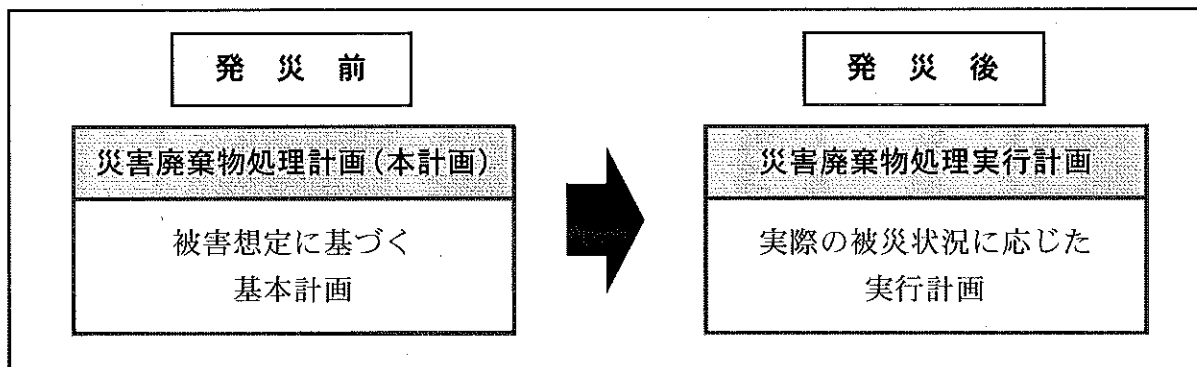 発災前
災害廃棄物処理計画(本計画)
被害想定に基づく
基本計画
発災後
災害廃棄物処理実行計画
実際の被災状況に応じた
実行計画